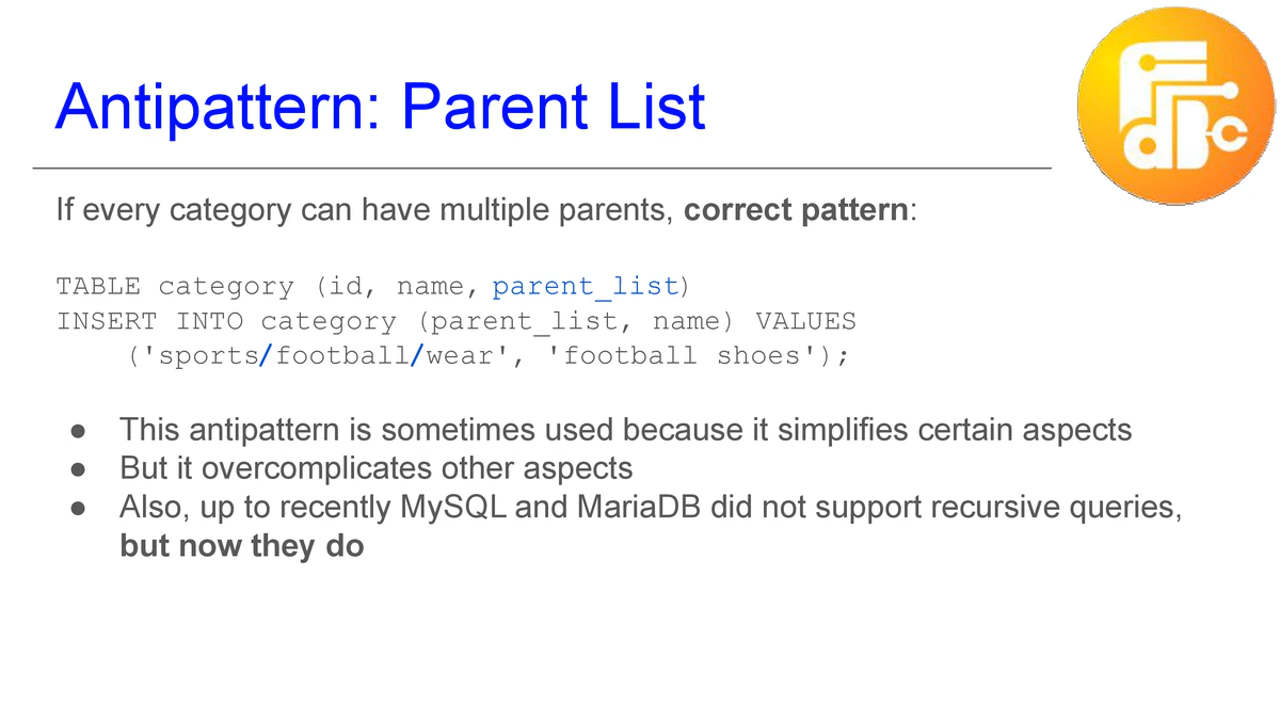 Antipattern: Parent List
If every category can have multiple parents, correct pattern:
TABLE category (id, name, parent_list)
INSERT INTO category (parent_list, name) VALUES
('sports/football/wear', 'football shoes');
● This antipattern is sometimes used because it simplifies certain aspects
● But it overcomplicates other aspects
● Also, up to recently MySQL and MariaDB did not support recursive queries,
but now they do